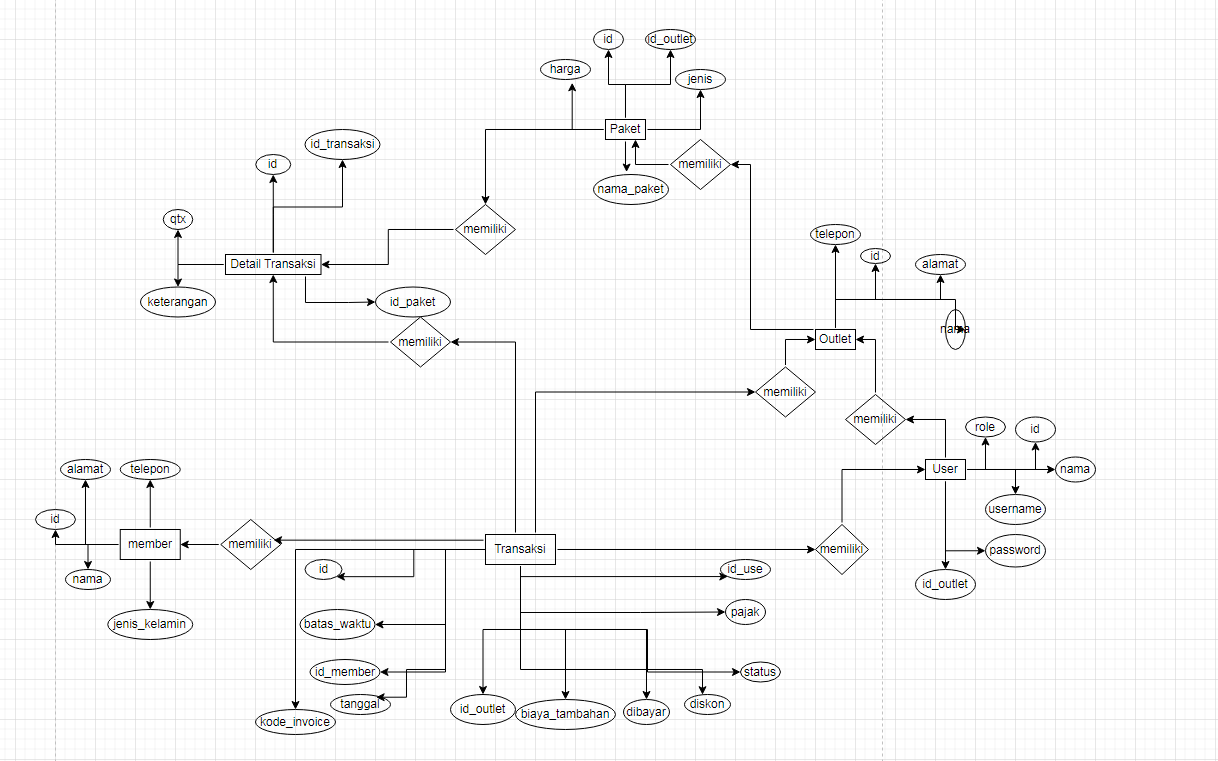 id
id_outlet
harga
jenis
Paket
id_transaksi
id
memiliki
nama_paket
qtx
memiliki
telepon
id
alamat
Detail Transaksi
keterangan
id_paket
nama
Outlet
memiliki
memiliki
memiliki
role
id
alamat
telepon
User
nama
id
username
member
memiliki
Transaksi
memiliki
password
nama
id
id_use
id_outlet
jenis_kelamin
batas_waktu
pajak
id_member
status
tanggal
id_outlet
biaya_tambahan
dibayar
diskon
kode_invoice